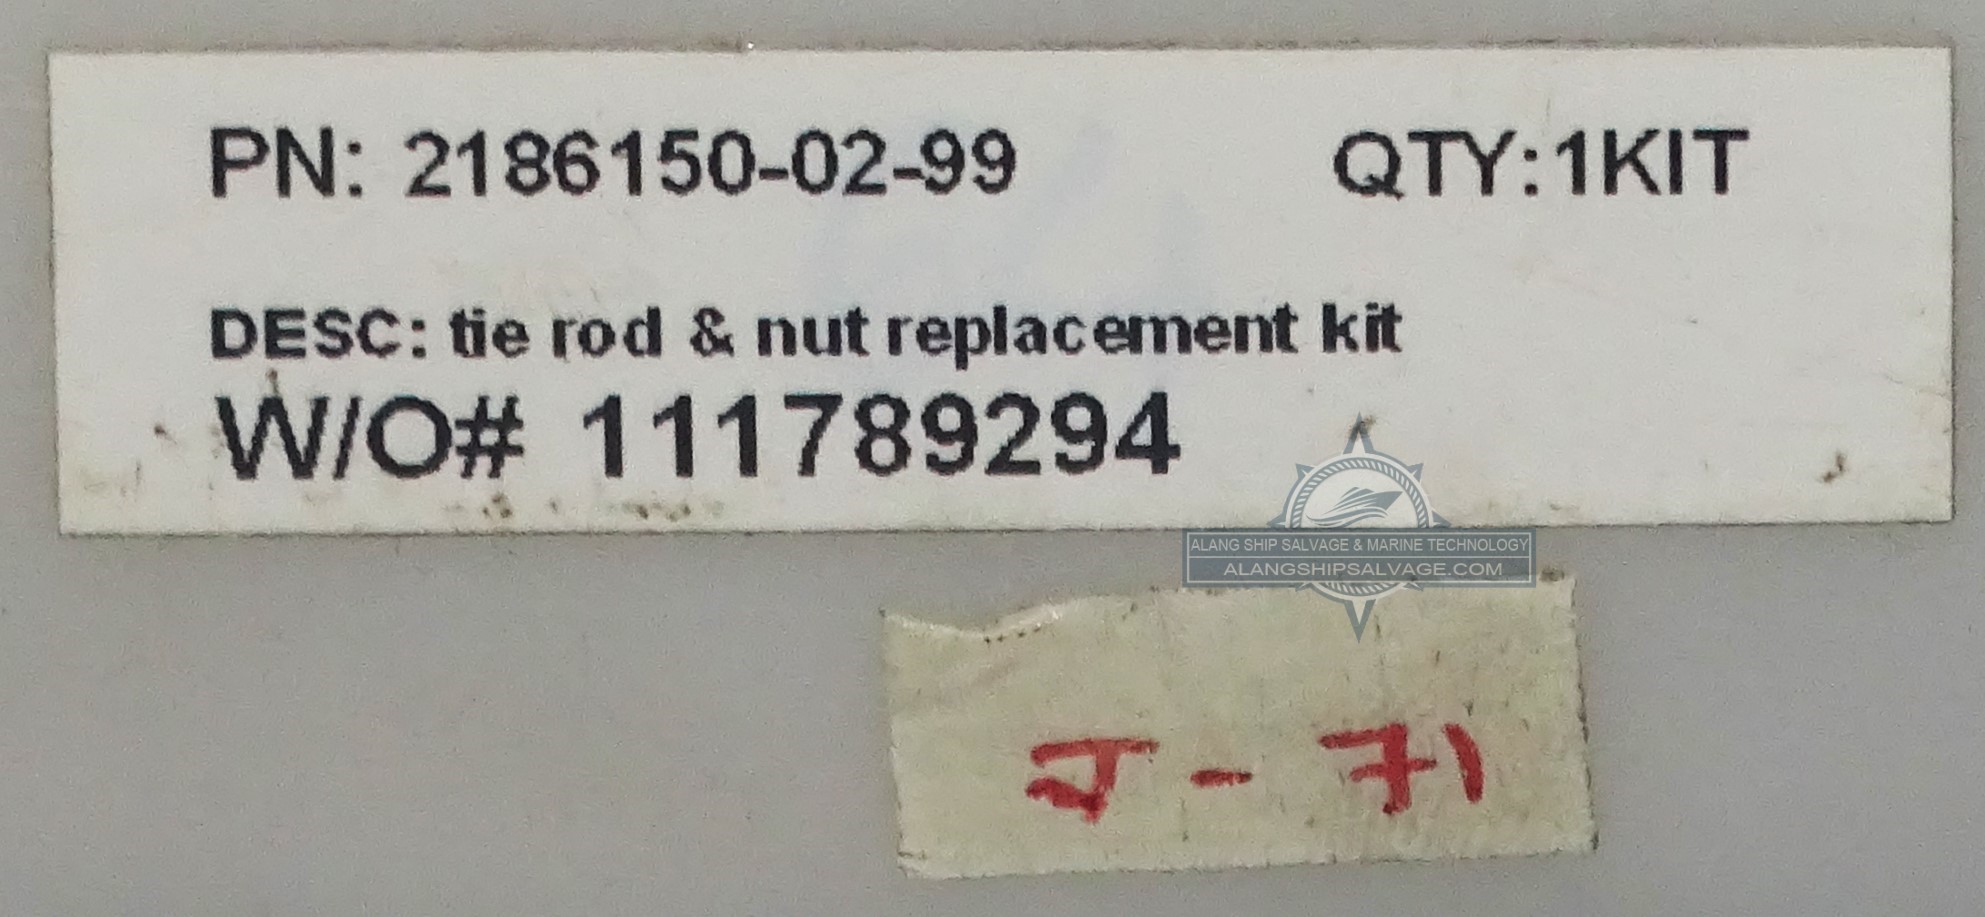 PN: 2186150-02-99 QTY:1KIT
DESC: tie rod & nut replacement kit
W/O# 111789294
ALANG SHIP SALVAGE & MARINE TECHNOLOGY
ALANGSHIPSALVAGE.COM
- 71